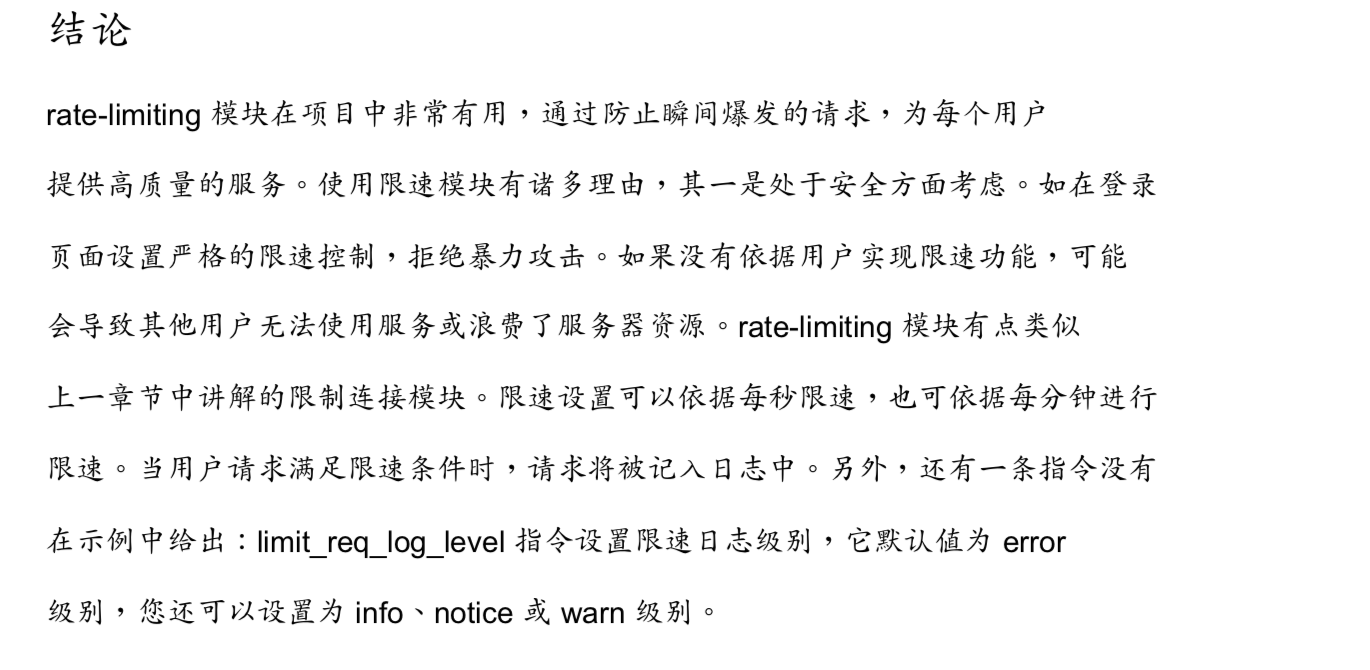 结论
rate-limiting 模块在项目中非常有用，通过防止瞬间爆发的请求，为每个用户
提供高质量的服务。使用限速模块有诸多理由，其一是处于安全方面考虑。如在登录
页面设置严格的限速控制，拒绝暴力攻击。如果没有依据用户实现限速功能，可能
会导致其他用户无法使用服务或浪费了服务器资源。rate-limiting 模块有点类似
上一章节中讲解的限制连接模块。限速设置可以依据每秒限速，也可依据每分钟进行
限速。当用户请求满足限速条件时，请求将被记入日志中。另外，还有一条指令没有
在示例中给出：limit_req_log_level 指令设置限速日志级别，它默认值为 error
级别，您还可以设置为 info、notice 或 warn 级别。